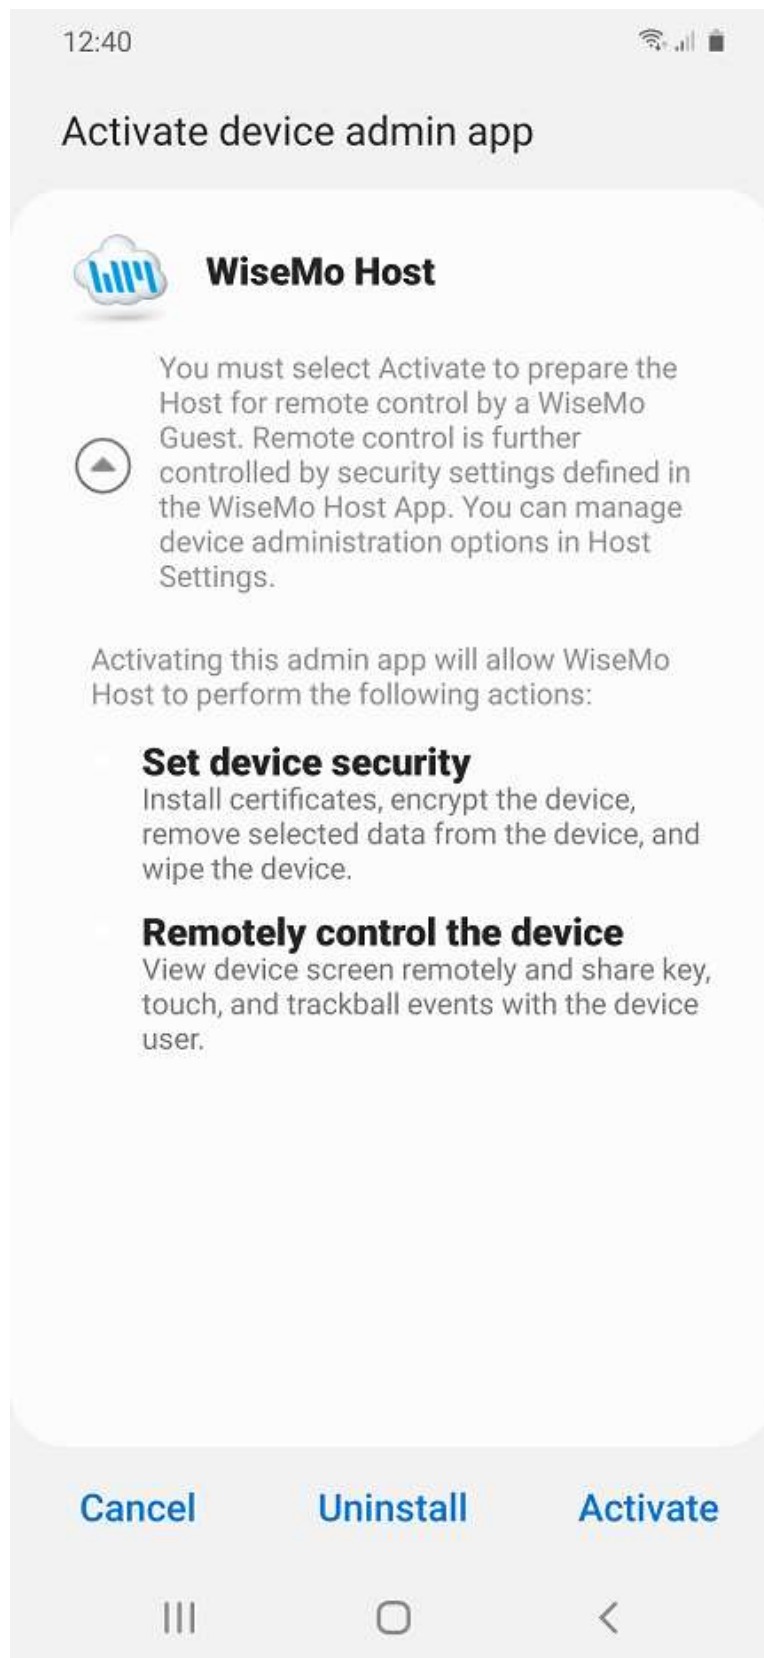 12:40
Activate device admin app
WiseMo Host
You must select Activate to prepare the
Host for remote control by a WiseMo
Guest. Remote control is further
controlled by security settings defined in
the WiseMo Host App. You can manage
device administration options in Host
Settings.
Activating this admin app will allow WiseMo
Host to perform the following actions:
Set device security
Install certificates, encrypt the device,
remove selected data from the device, and
wipe the device.
Remotely control the device
View device screen remotely and share key,
touch, and trackball events with the device
user.
Cancel Uninstall Activate